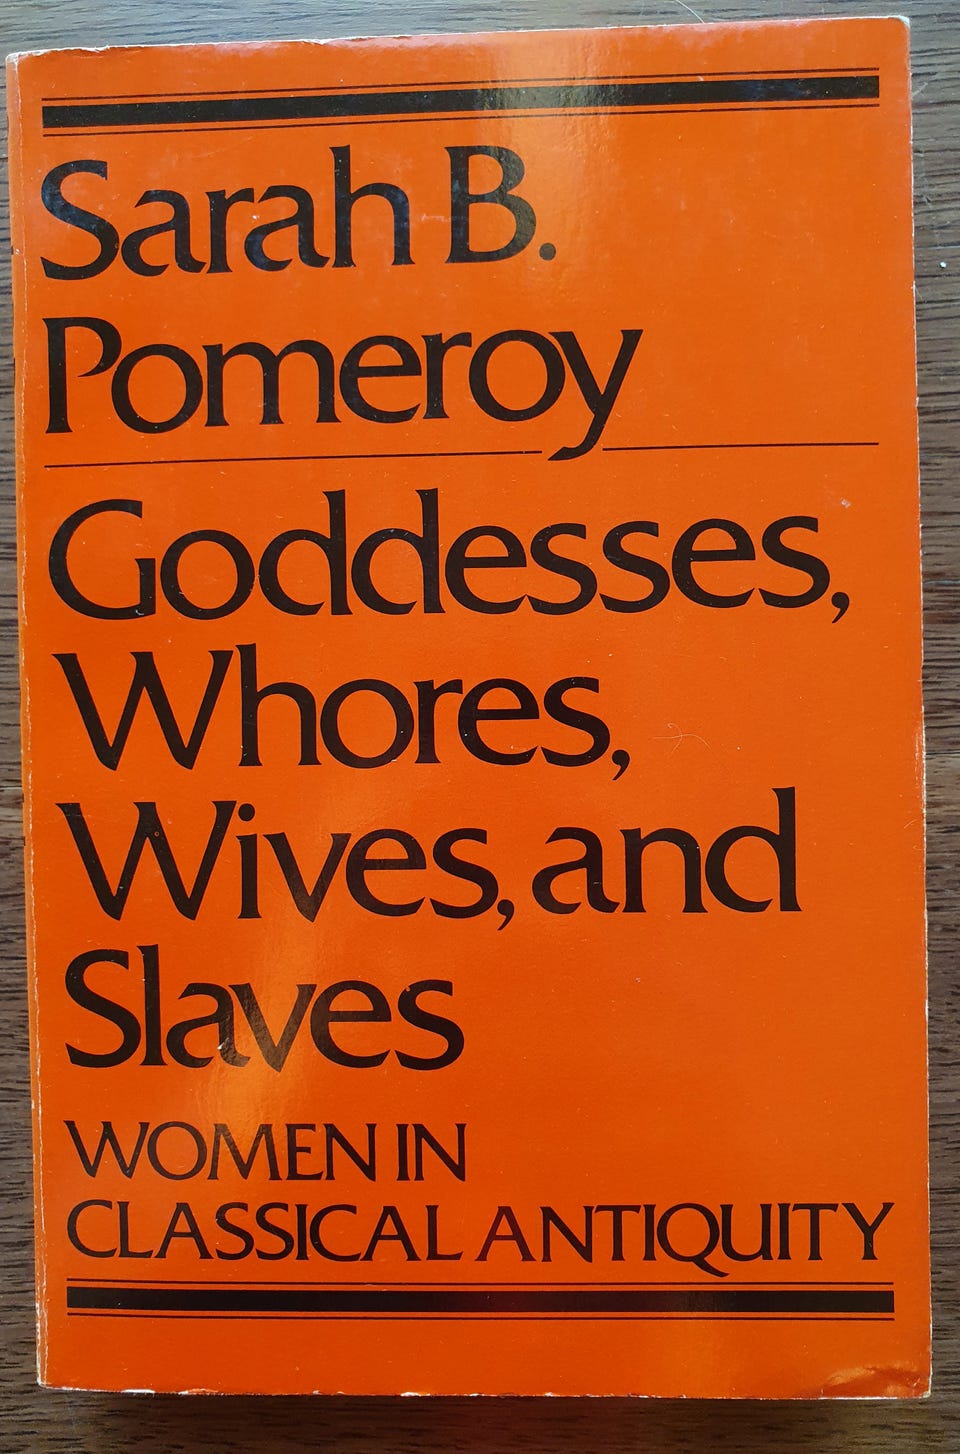 Sarah B.
Pomeroy
Goddesses,
Whores,
Wives, and
Slaves
WOMEN IN
CLASSICAL ANTIQUITY